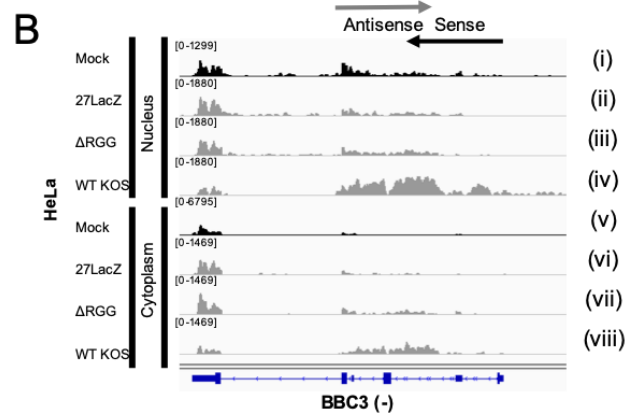 B
Antisense Sense
HeLa
Nucleus
Cytoplasm
[0-1299]
Mock (i)
[0-1880]
27LacZ (ii)
[0-1880]
ΔRGG (iii)
[0-1880]
WT KOS (iv)
[0-6795]
Mock (v)
[0-1469]
27LacZ (vi)
[0-1469]
ΔRGG (vii)
[0-1469]
WT KOS (viii)
BBC3 (-)